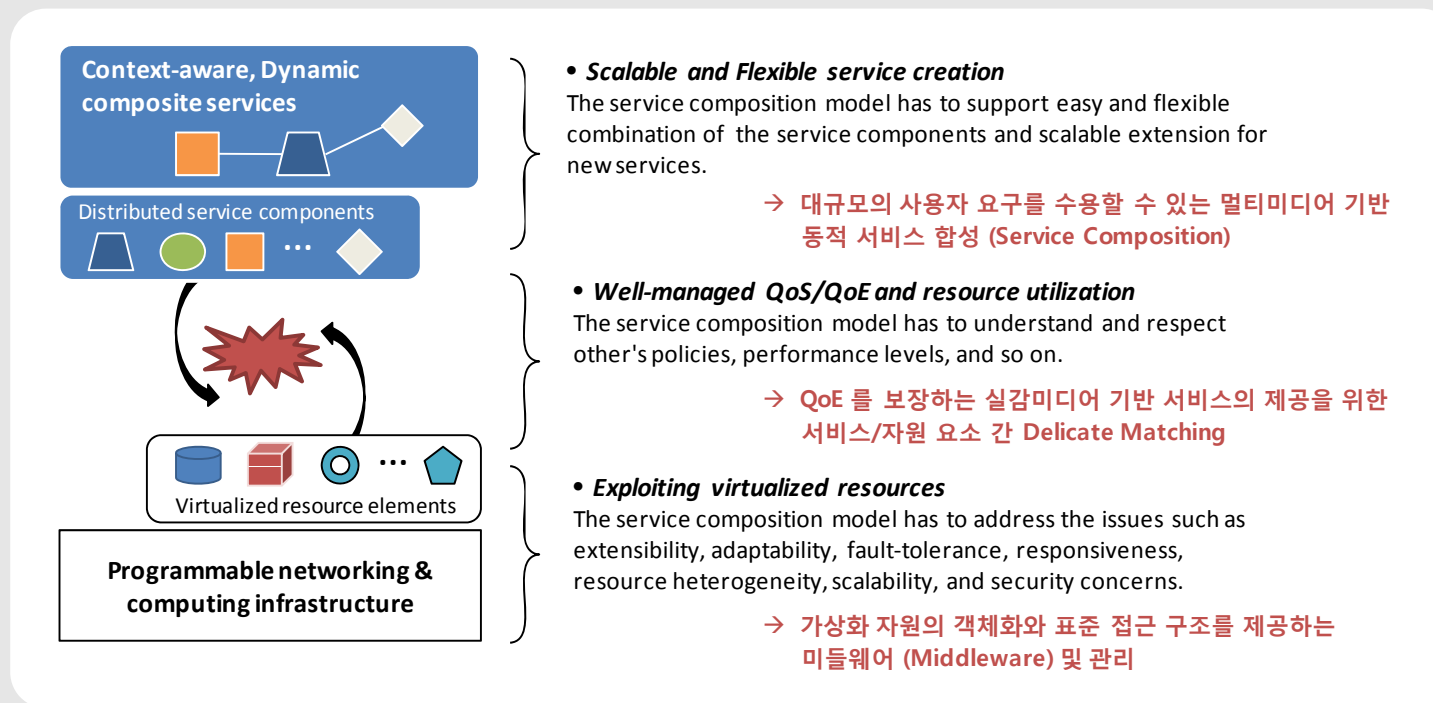 Context-aware, Dynamic
composite services
Distributed service components
...
...
Virtualized resource elements
Programmable networking &
computing infrastructure
• Scalable and Flexible service creation
The service composition model has to support easy and flexible
combination of the service components and scalable extension for
new services.
→ 대규모의 사용자 요구를 수용할 수 있는 멀티미디어 기반
동적 서비스 합성 (Service Composition)
• Well-managed QoS/QoE and resource utilization
The service composition model has to understand and respect
other's policies, performance levels, and so on.
→ QoE 를 보장하는 실감미디어 기반 서비스의 제공을 위한
서비스/자원 요소 간 Delicate Matching
• Exploiting virtualized resources
The service composition model has to address the issues such as
extensibility, adaptability, fault-tolerance, responsiveness,
resource heterogeneity, scalability, and security concerns.
→ 가상화 자원의 객체화와 표준 접근 구조를 제공하는
미들웨어 (Middleware) 및 관리